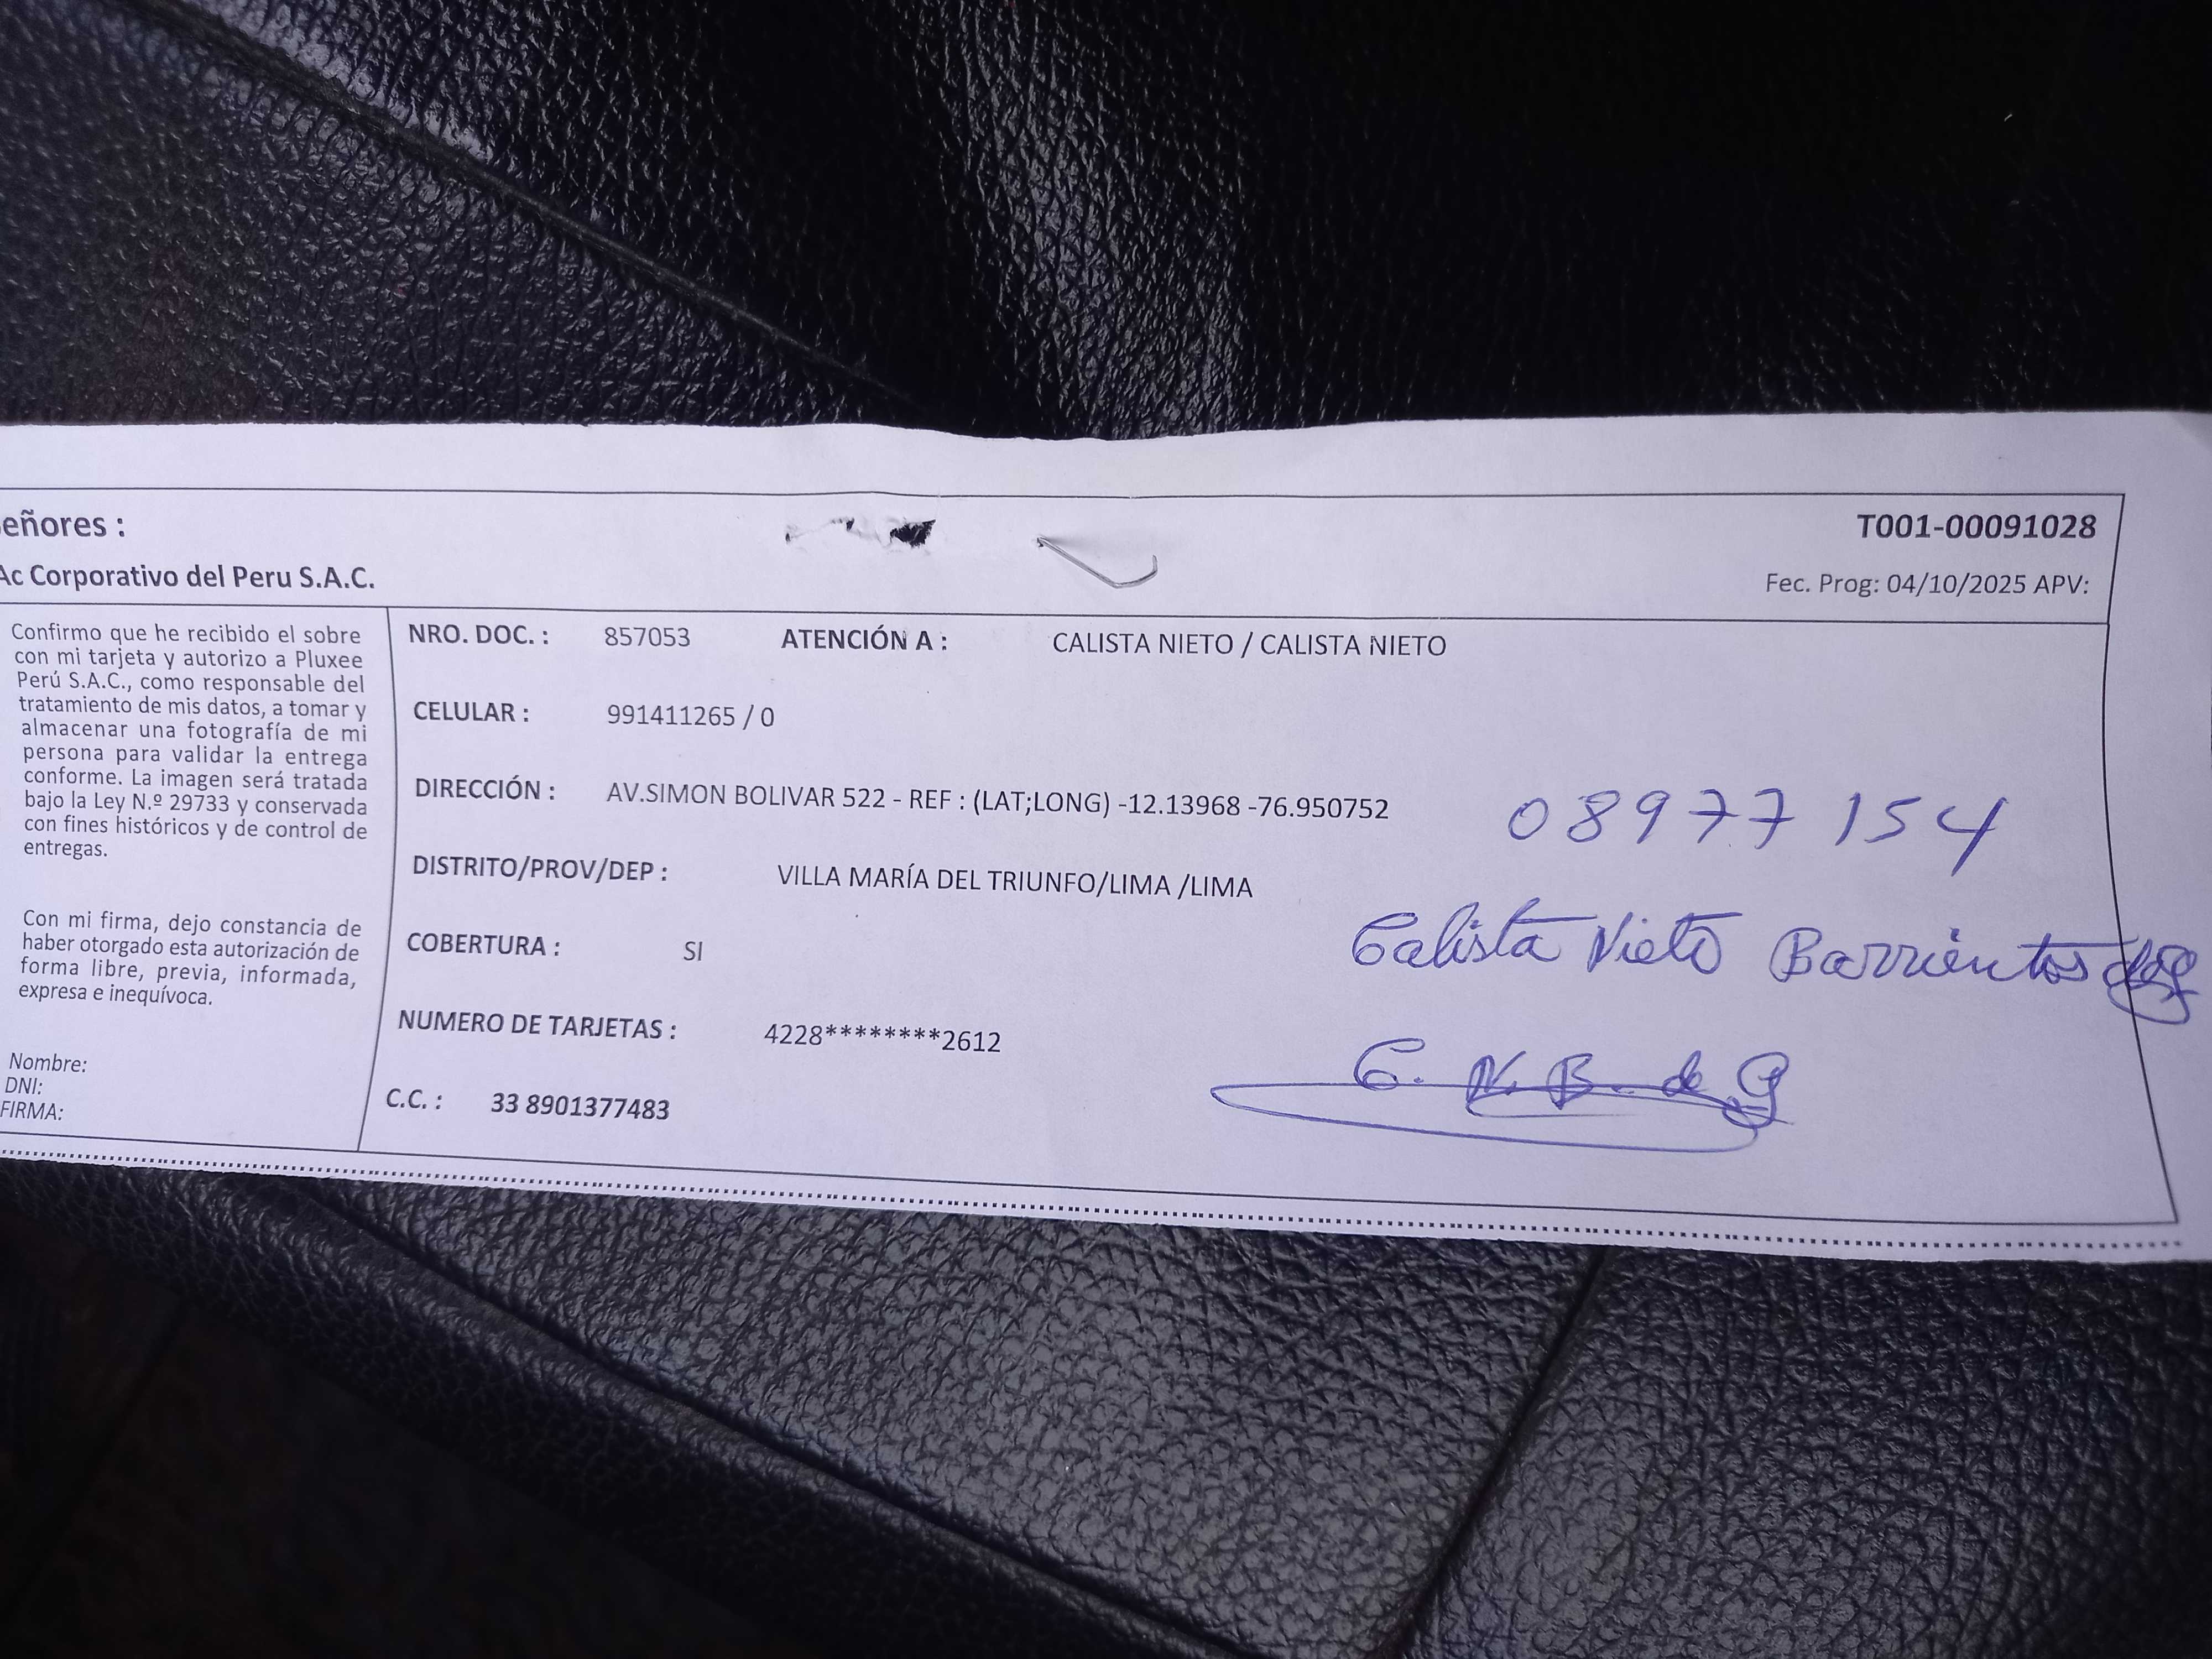 eñores :
T001-00091028
Ac Corporativo del Peru S.A.C.
Fec. Prog: 04/10/2025 APV:
Confirmo que he recibido el sobre
con mi tarjeta y autorizo a Pluxee
Perú S.A.C., como responsable del
tratamiento de mis datos, a tomar y
almacenar una fotografía de mi
persona para validar la entrega
conforme. La imagen será tratada
bajo la Ley N.º 29733 y conservada
con fines históricos y de control de
entregas.
Con mi firma, dejo constancia de
haber otorgado esta autorización de
forma libre, previa, informada,
expresa e inequívoca.
Nombre:
DNI:
FIRMA:
NRO. DOC. : 857053 ATENCIÓN A : CALISTA NIETO / CALISTA NIETO
CELULAR : 991411265 / 0
DIRECCIÓN : AV.SIMON BOLIVAR 522 - REF : (LAT;LONG) -12.13968 -76.950752
DISTRITO/PROV/DEP : VILLA MARÍA DEL TRIUNFO/LIMA /LIMA
COBERTURA : SI
NUMERO DE TARJETAS : 4228********2612
C.C. : 33 8901377483
08977154
Calista Nieto Barrientos de G
C. N. B. de G